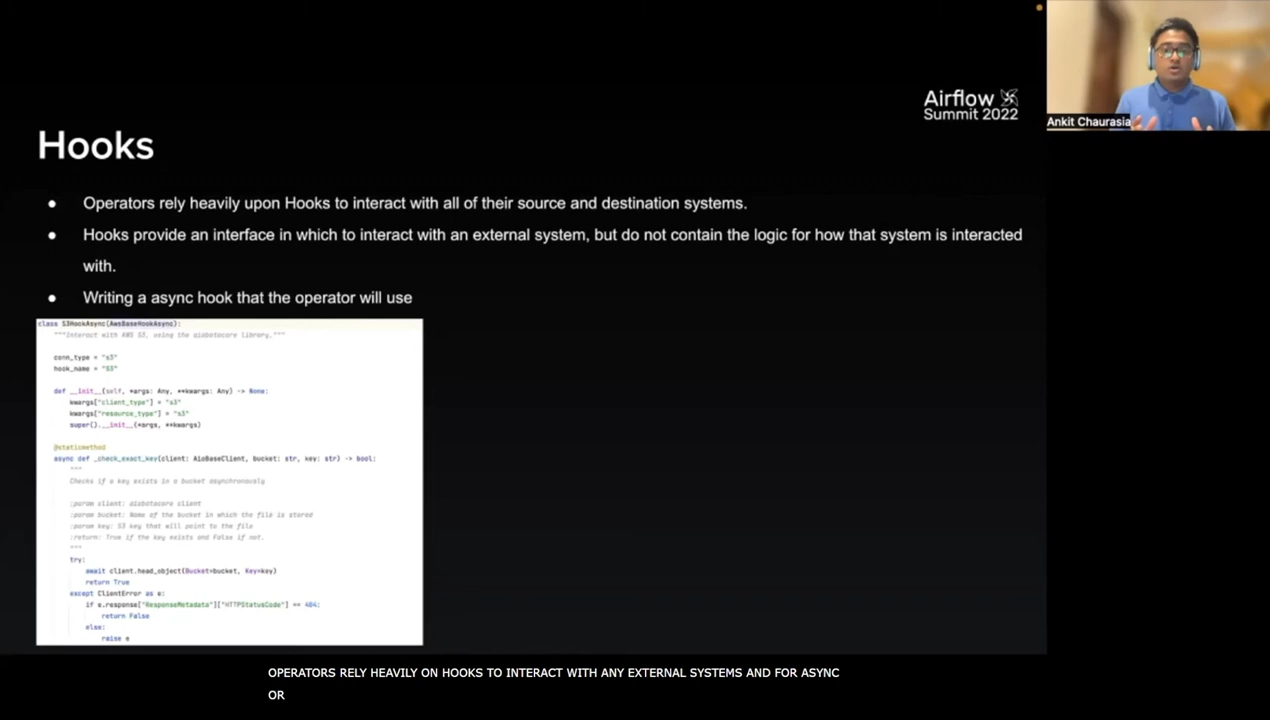 Airflow
Summit 2022
Ankit Chaurasia
Hooks
● Operators rely heavily upon Hooks to interact with all of their source and destination systems.
● Hooks provide an interface in which to interact with an external system, but do not contain the logic for how that system is interacted
with.
● Writing a async hook that the operator will use
class S3HookAsync(AwsBaseHookAsync):
"""Interact with AWS S3, using the aiobotocore library."""
conn_type = "s3"
hook_name = "S3"
def __init__(self, *args: Any, **kwargs: Any) -> None:
kwargs["client_type"] = "s3"
kwargs["resource_type"] = "s3"
super().__init__(*args, **kwargs)
@staticmethod
async def _check_exact_key(client: AioBaseClient, bucket: str, key: str) -> bool:
"""
Checks if a key exists in a bucket asynchronously
:param client: aiobotocore client
:param bucket: Name of the bucket in which the file is stored
:param key: S3 key that will point to the file
:return: True if the key exists and False if not.
"""
try:
await client.head_object(Bucket=bucket, Key=key)
return True
except ClientError as e:
if e.response["ResponseMetadata"]["HTTPStatusCode"] == 404:
return False
else:
raise e
OPERATORS RELY HEAVILY ON HOOKS TO INTERACT WITH ANY EXTERNAL SYSTEMS AND FOR ASYNC
OR